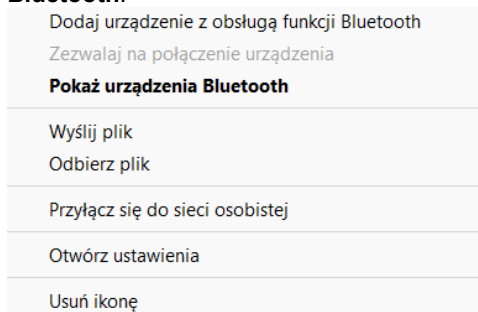 Bluetooth.
Dodaj urządzenie z obsługą funkcji Bluetooth
Zezwalaj na połączenie urządzenia
Pokaż urządzenia Bluetooth
Wyślij plik
Odbierz plik
Przyłącz się do sieci osobistej
Otwórz ustawienia
Usuń ikonę